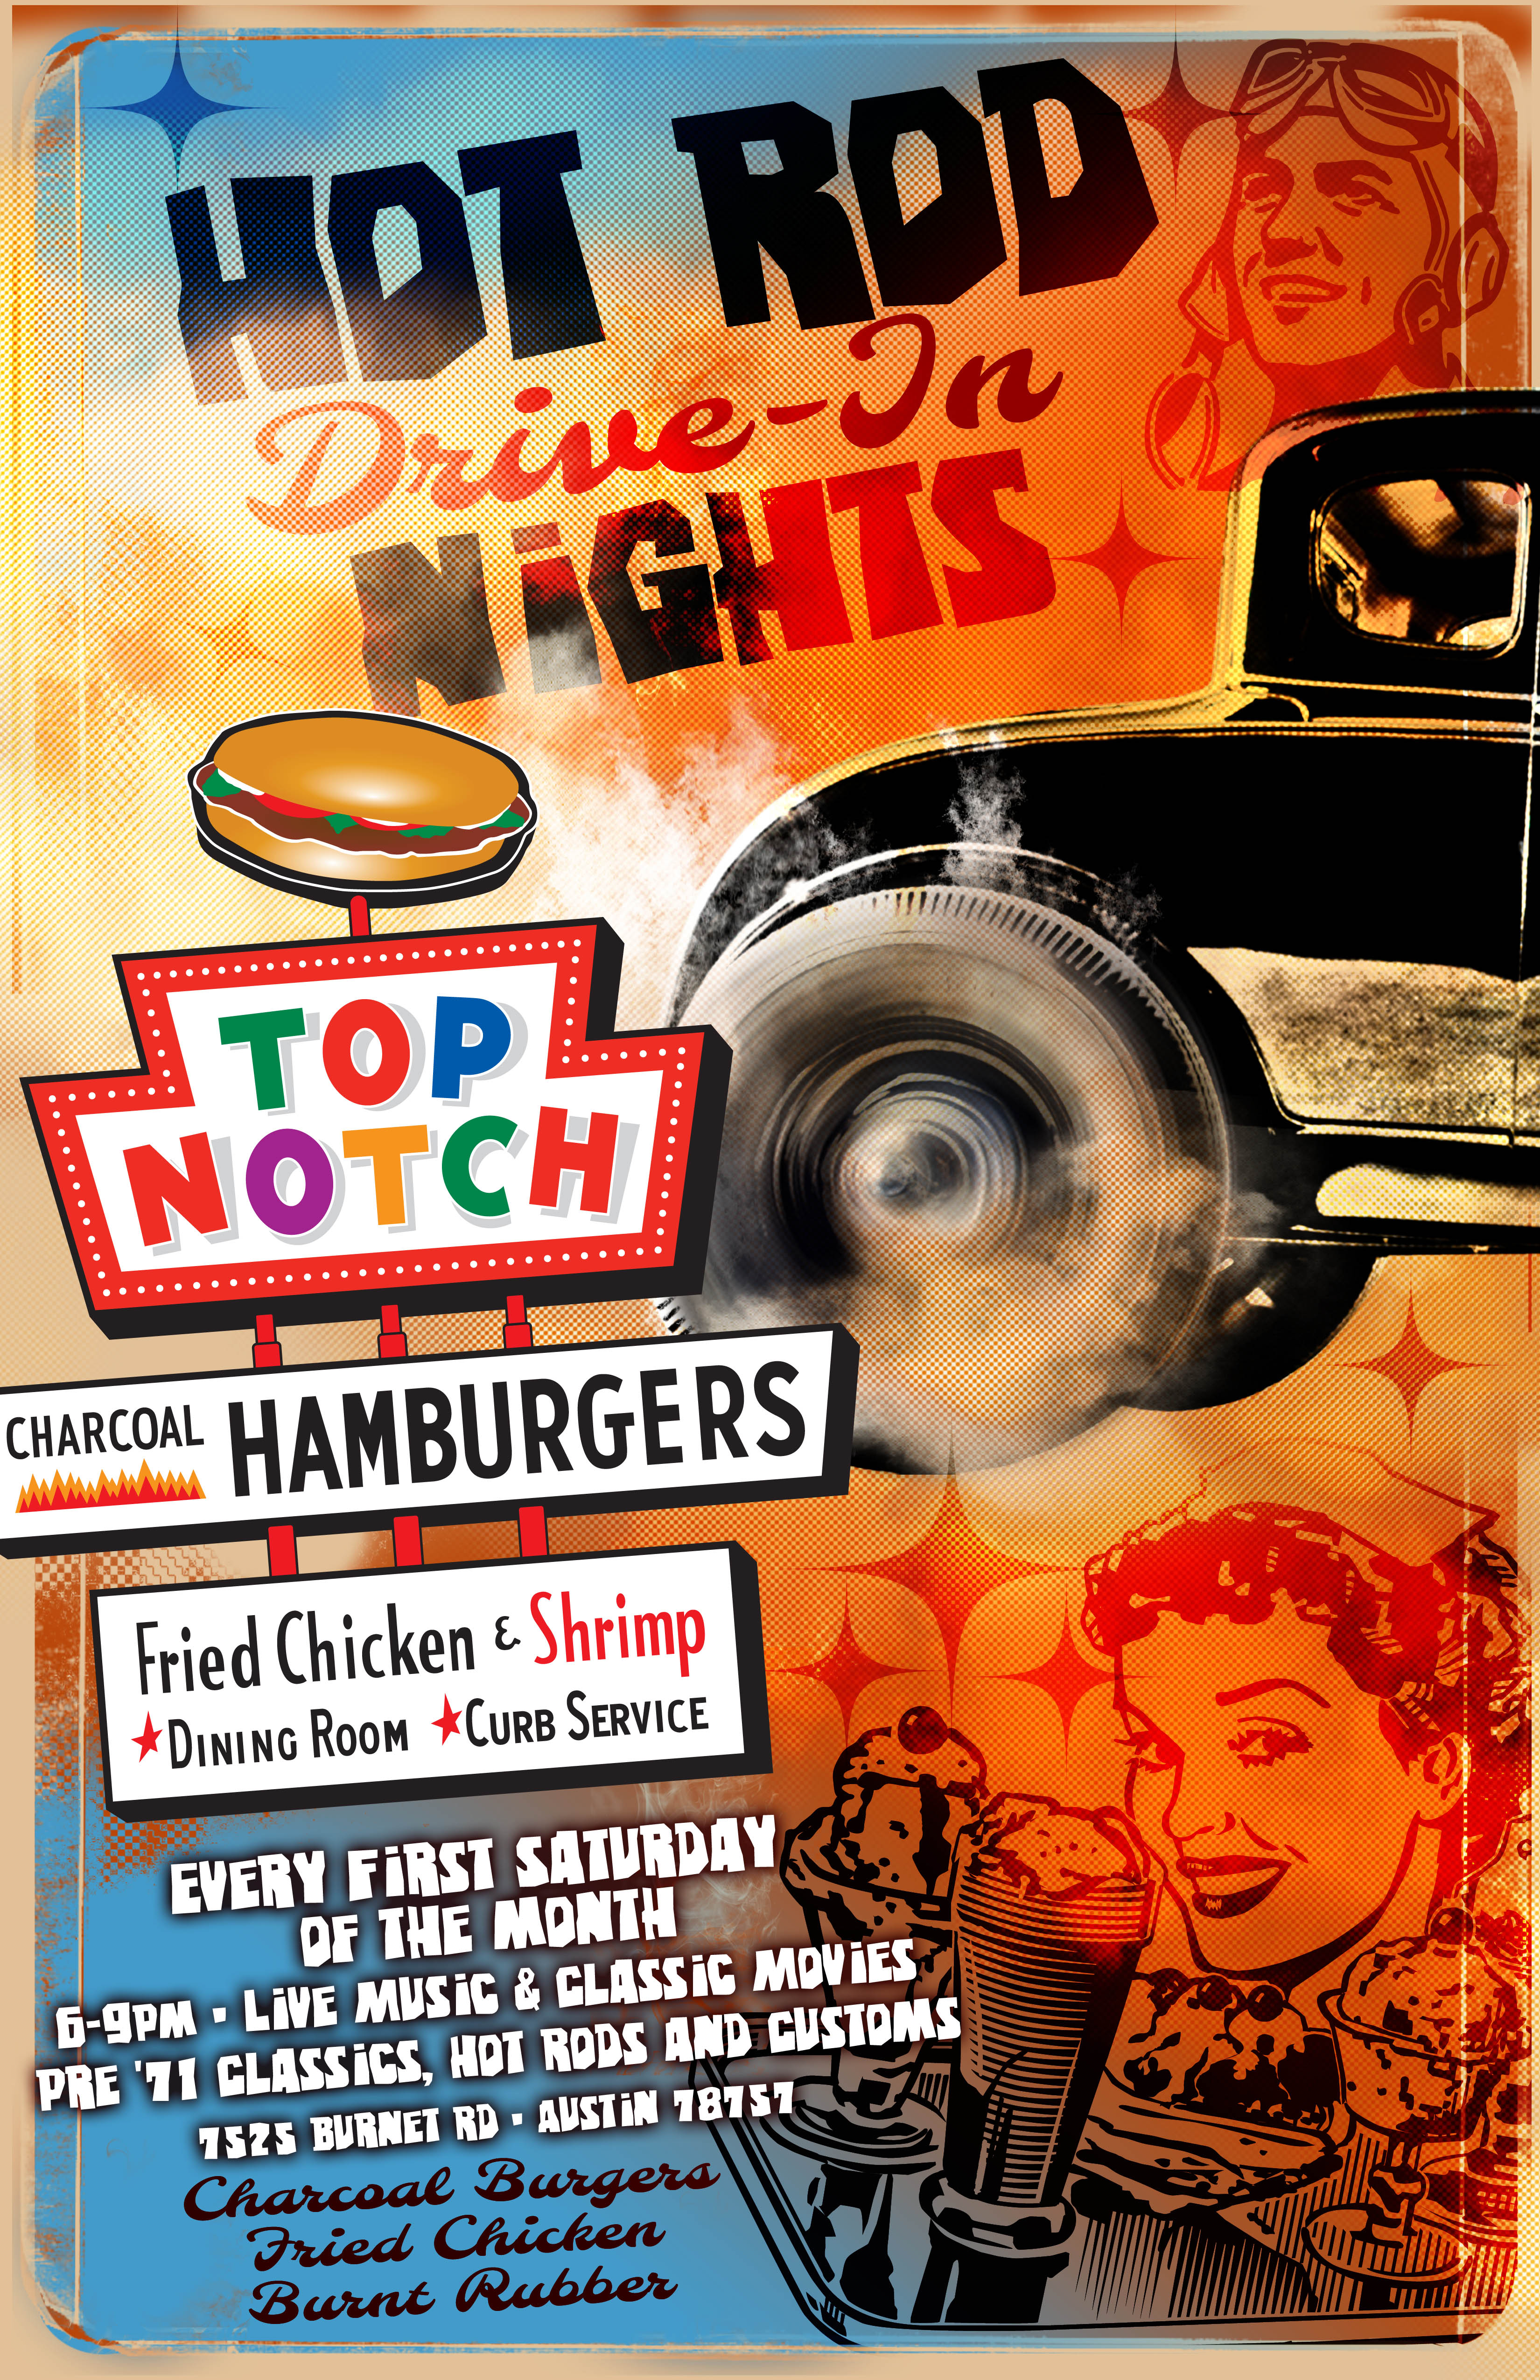 HOT ROD
Drive-In
NiGHTS
TOP
NOTCH
CHARCOAL HAMBURGERS
Fried Chicken & Shrimp
DINING ROOM CURB SERVICE
EVERY FiRST SATURDAY
OF THE MONTH
6-9PM • LiVE MUSiC & CLASSiC MOViES
PRE '71 CLASSiCS, HOT RODS AND CUSTOMS
7525 BURNET RD • AUSTiN 78757
Charcoal Burgers
Fried Chicken
Burnt Rubber